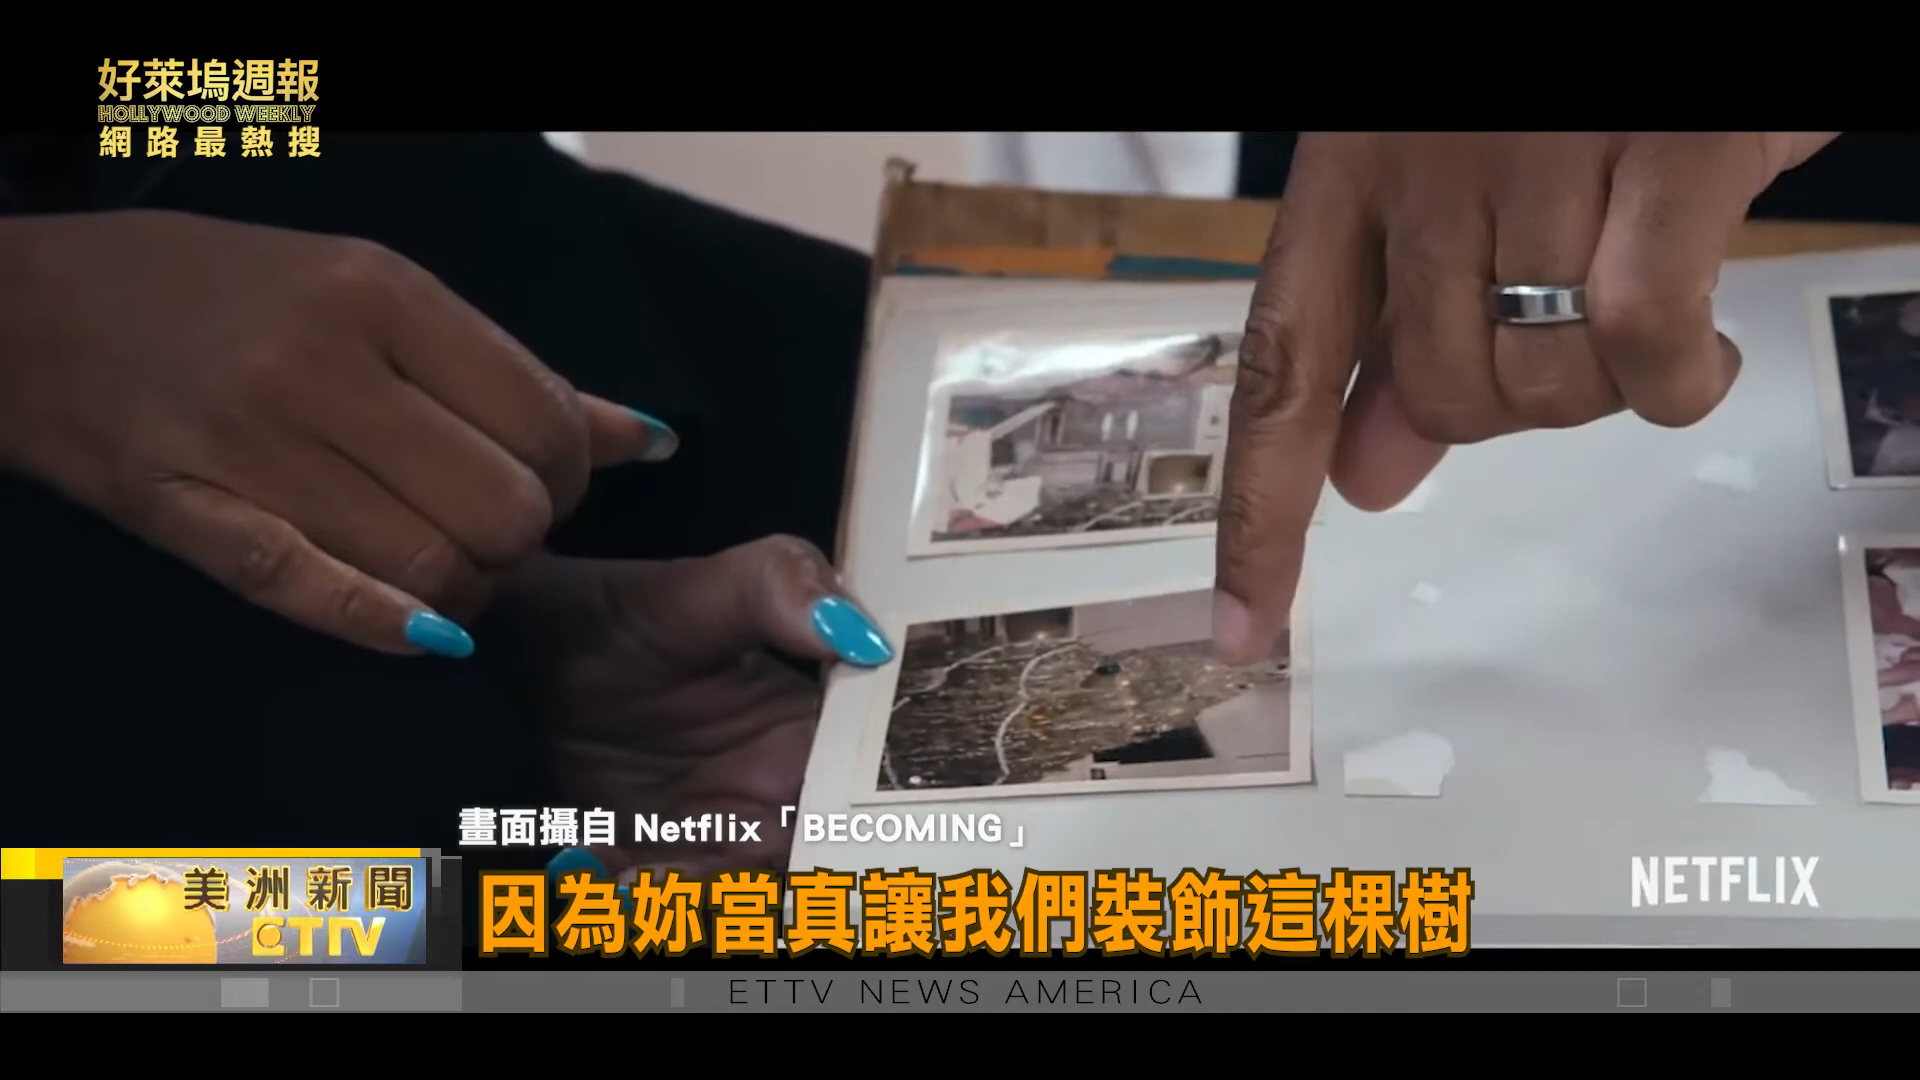 好萊塢週報
HOLLYWOOD WEEKLY
網路最熱搜
畫面攝自 Netflix「BECOMING」
NETFLIX
美洲新聞
ETTV
因為妳當真讓我們裝飾這棵樹
ETTV NEWS AMERICA